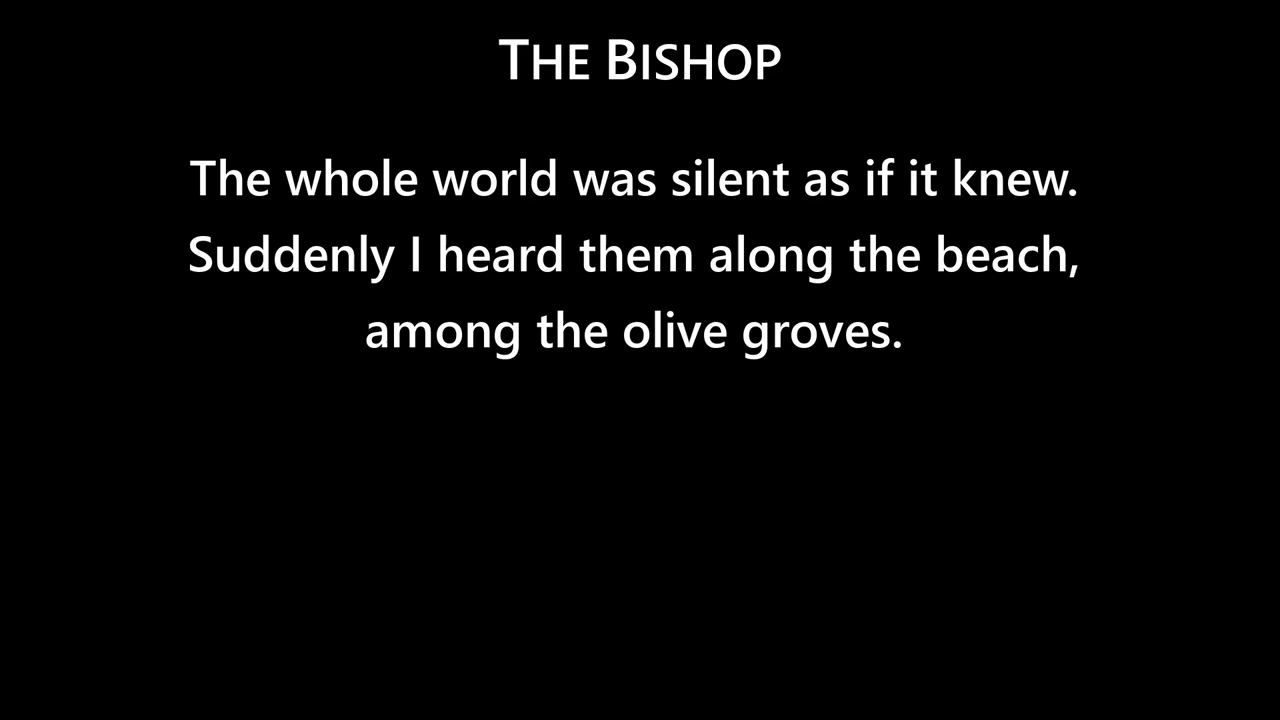 THE BISHOP
The whole world was silent as if it knew.
Suddenly I heard them along the beach,
among the olive groves.